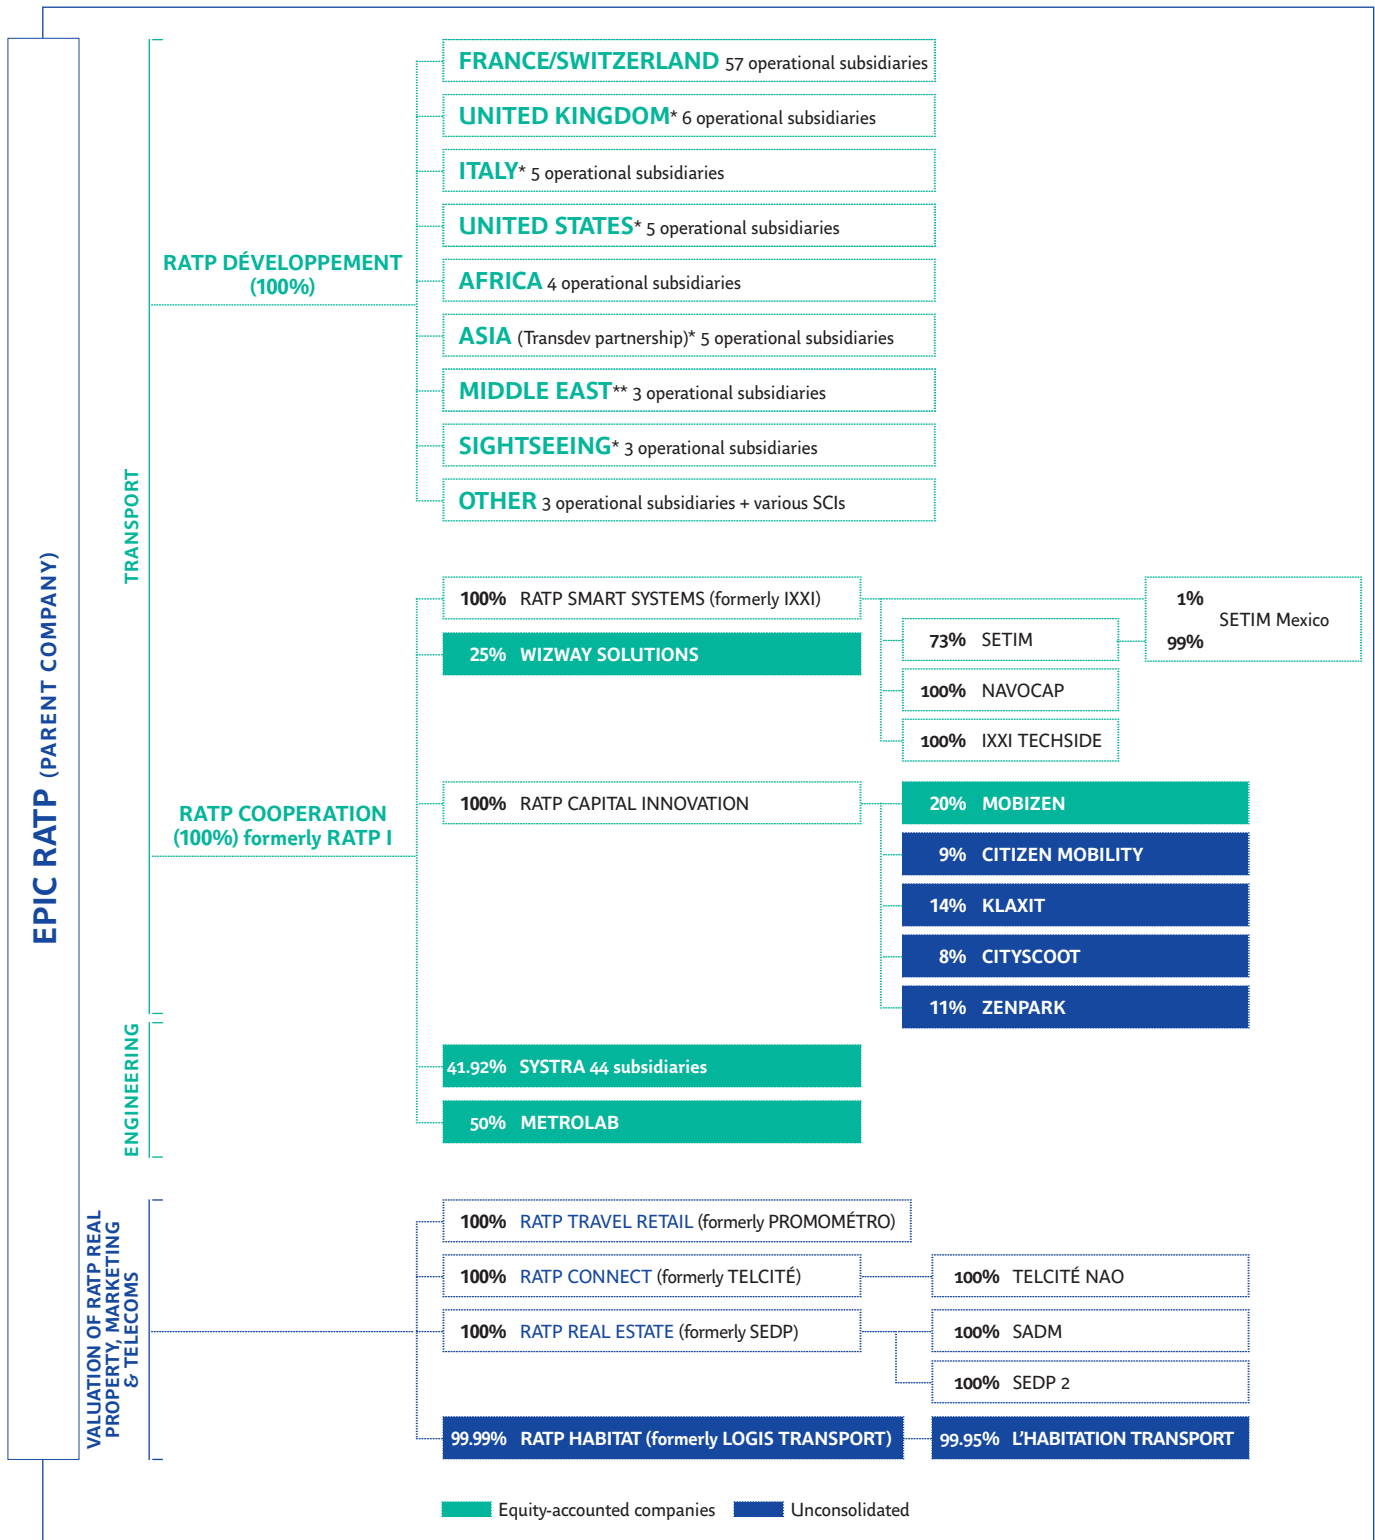 EPIC RATP (PARENT COMPANY)
TRANSPORT
RATP DÉVELOPPEMENT
(100%)
FRANCE/SWITZERLAND 57 operational subsidiaries
UNITED KINGDOM* 6 operational subsidiaries
ITALY* 5 operational subsidiaries
UNITED STATES* 5 operational subsidiaries
AFRICA 4 operational subsidiaries
ASIA (Transdev partnership)* 5 operational subsidiaries
MIDDLE EAST** 3 operational subsidiaries
SIGHTSEEING* 3 operational subsidiaries
OTHER 3 operational subsidiaries + various SCIs
RATP COOPERATION
(100%) formerly RATP I
100% RATP SMART SYSTEMS (formerly IXXI)
1%
SETIM Mexico
99%
73% SETIM
100% NAVOCAP
100% IXXI TECHSIDE
25% WIZWAY SOLUTIONS
100% RATP CAPITAL INNOVATION
20% MOBIZEN
9% CITIZEN MOBILITY
14% KLAXIT
8% CITYSCOOT
11% ZENPARK
ENGINEERING
41.92% SYSTRA 44 subsidiaries
50% METROLAB
VALUATION OF RATP REAL
PROPERTY, MARKETING
& TELECOMS
100% RATP TRAVEL RETAIL (formerly PROMOMÉTRO)
100% RATP CONNECT (formerly TELCITÉ)
100% TELCITÉ NAO
100% RATP REAL ESTATE (formerly SEDP)
100% SADM
100% SEDP 2
99.99% RATP HABITAT (formerly LOGIS TRANSPORT)
99.95% L'HABITATION TRANSPORT
Equity-accounted companies
Unconsolidated